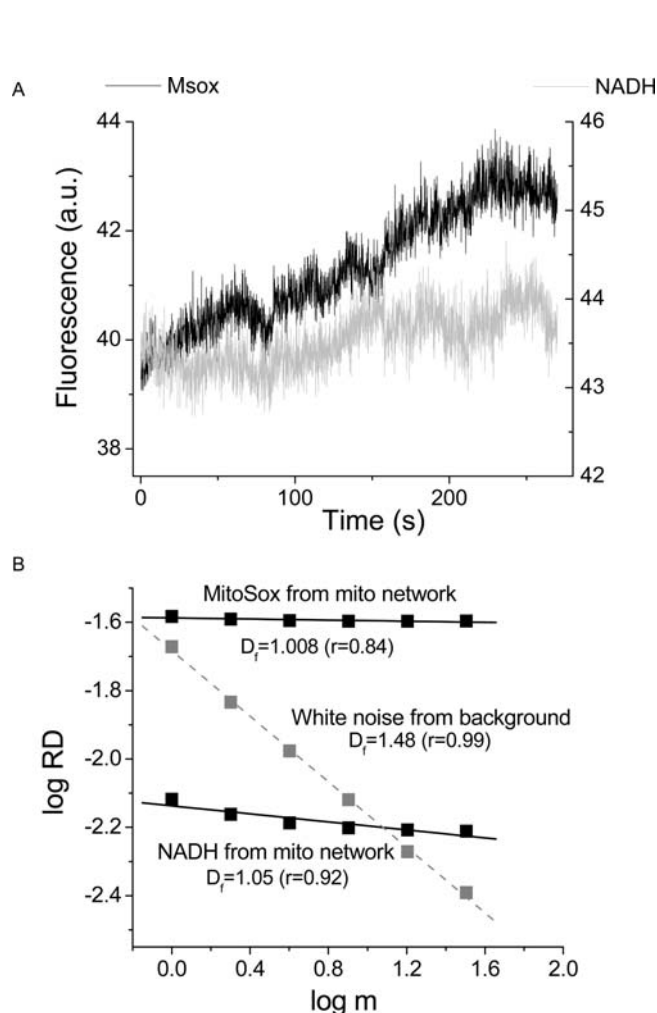 A
Msox
NADH
44
42
40
38
46
45
44
43
42
Fluorescence (a.u.)
0
100
200
Time (s)
B
MitoSox from mito network
D_f=1.008 (r=0.84)
White noise from background
D_f=1.48 (r=0.99)
NADH from mito network
D_f=1.05 (r=0.92)
-1.6
-1.8
-2.0
-2.2
-2.4
log RD
0.0
0.4
0.8
1.2
1.6
2.0
log m